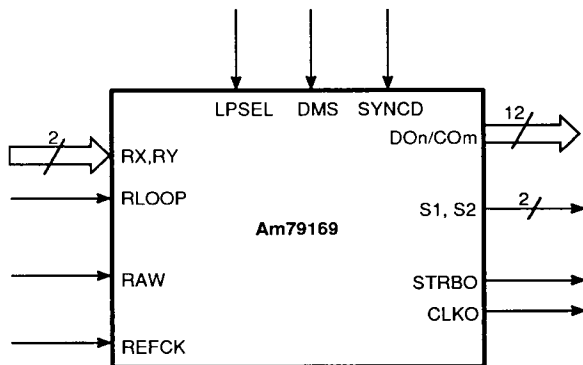 LPSEL DMS SYNCD
12
DOn/COm
2
RX,RY
RLOOP
2
S1, S2
Am79169
RAW
STRBO
CLKO
REFCK